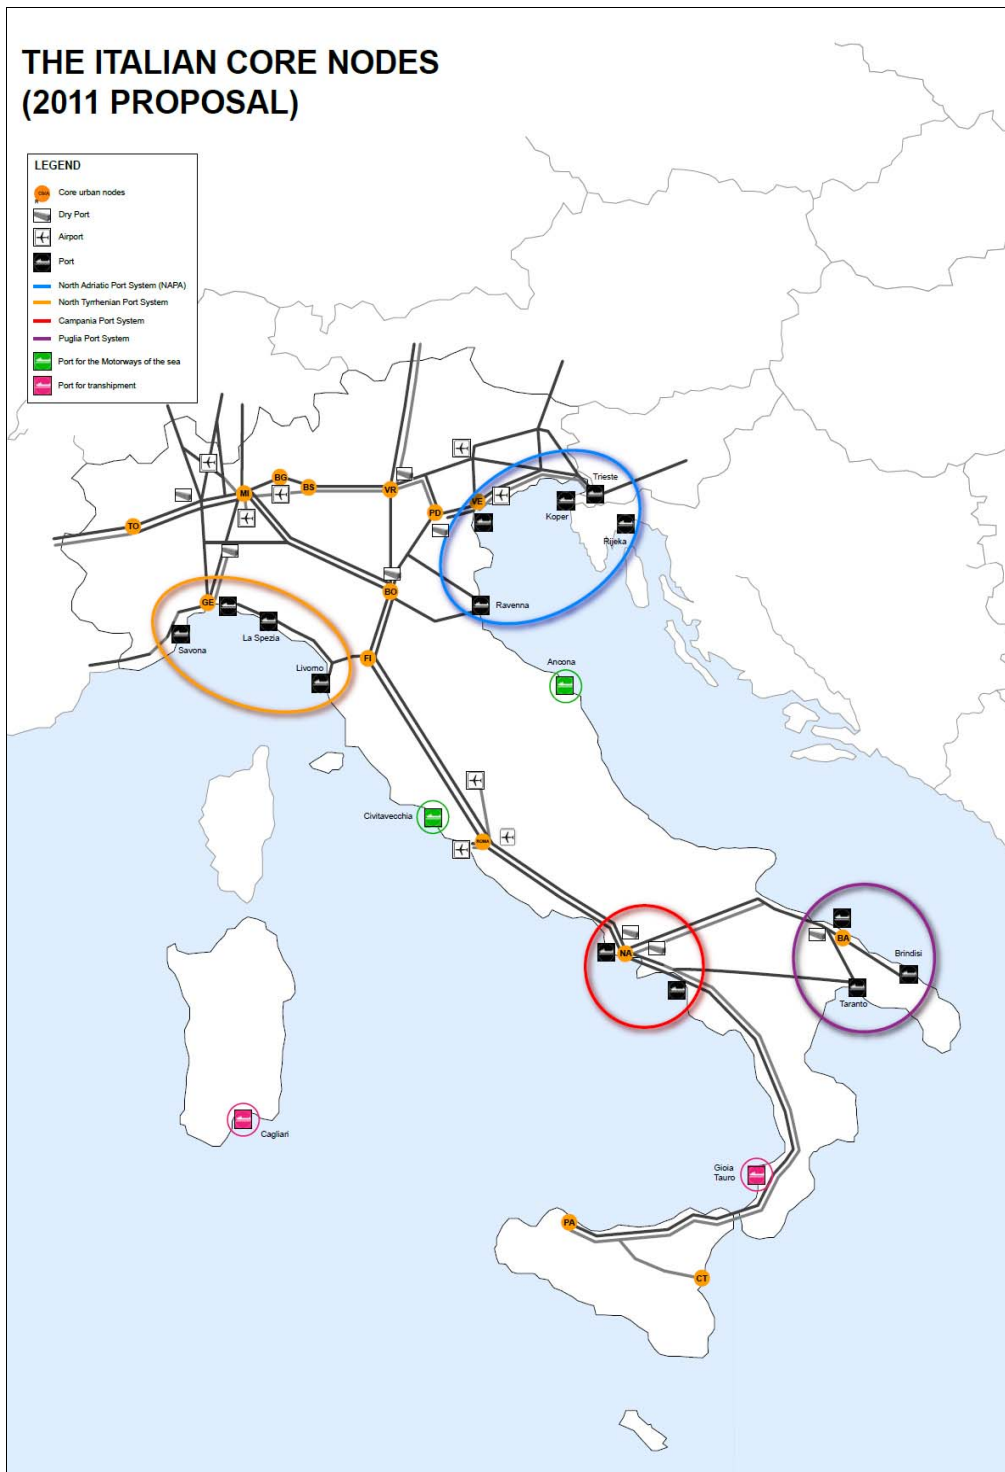 THE ITALIAN CORE NODES
(2011 PROPOSAL)
LEGEND
Core urban nodes
Dry Port
Airport
Port
North Adriatic Port System (NAPA)
North Tyrrhenian Port System
Campania Port System
Puglia Port System
Port for the Motorways of the sea
Port for transhipment
BG
BS
MI
VR
TO
PD
VE
Trieste
Koper
Rijeka
BO
GE
Ravenna
La Spezia
Savona
FI
Livorno
Ancona
Civitavecchia
ROMA
NA
BA
Brindisi
Taranto
Cagliari
Gioia
Tauro
PA
CT